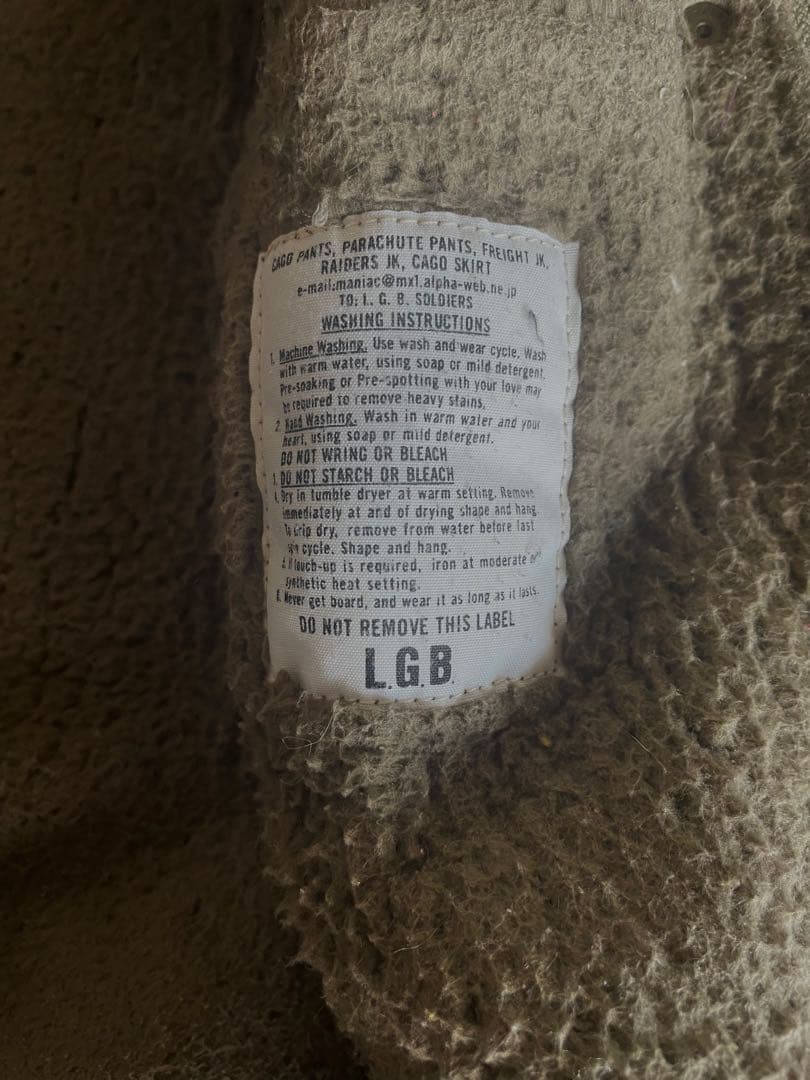 CAGO PANTS, PARACHUTE PANTS, FREIGHT JK,
RAIDERS JK, CAGO SKIRT
e-mail:maniac@mx1.alpha-web.ne.jp
TO: L. G. B. SOLDIERS
WASHING INSTRUCTIONS
1. Machine Washing. Use wash and wear cycle. Wash
with warm water, using soap or mild detergent.
Pre-soaking or Pre-spotting with your love may
be required to remove heavy stains.
2. Hand Washing. Wash in warm water and your
heart, using soap or mild detergent.
DO NOT WRING OR BLEACH
3. DO NOT STARCH OR BLEACH
4. Dry in tumble dryer at warm setting. Remove
immediately at and of drying shape and hang.
To Grip dry, remove from water before last
spin cycle. Shape and hang.
If touch-up is required, iron at moderate or
synthetic heat setting.
6. Never get board, and wear it as long as it lasts.
DO NOT REMOVE THIS LABEL
L.G.B